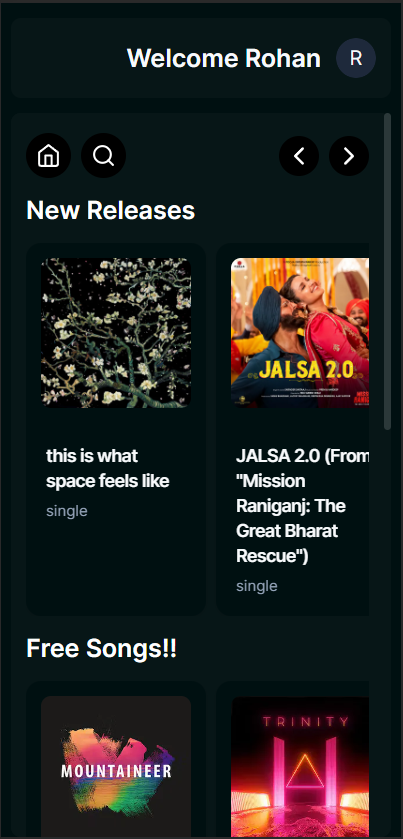 Welcome Rohan
R
New Releases
JALSA 2.0
this is what
space feels like
single
JALSA 2.0 (From
"Mission
Raniganj: The
Great Bharat
Rescue")
single
Free Songs!!
MOUNTAINEER
TRINITY